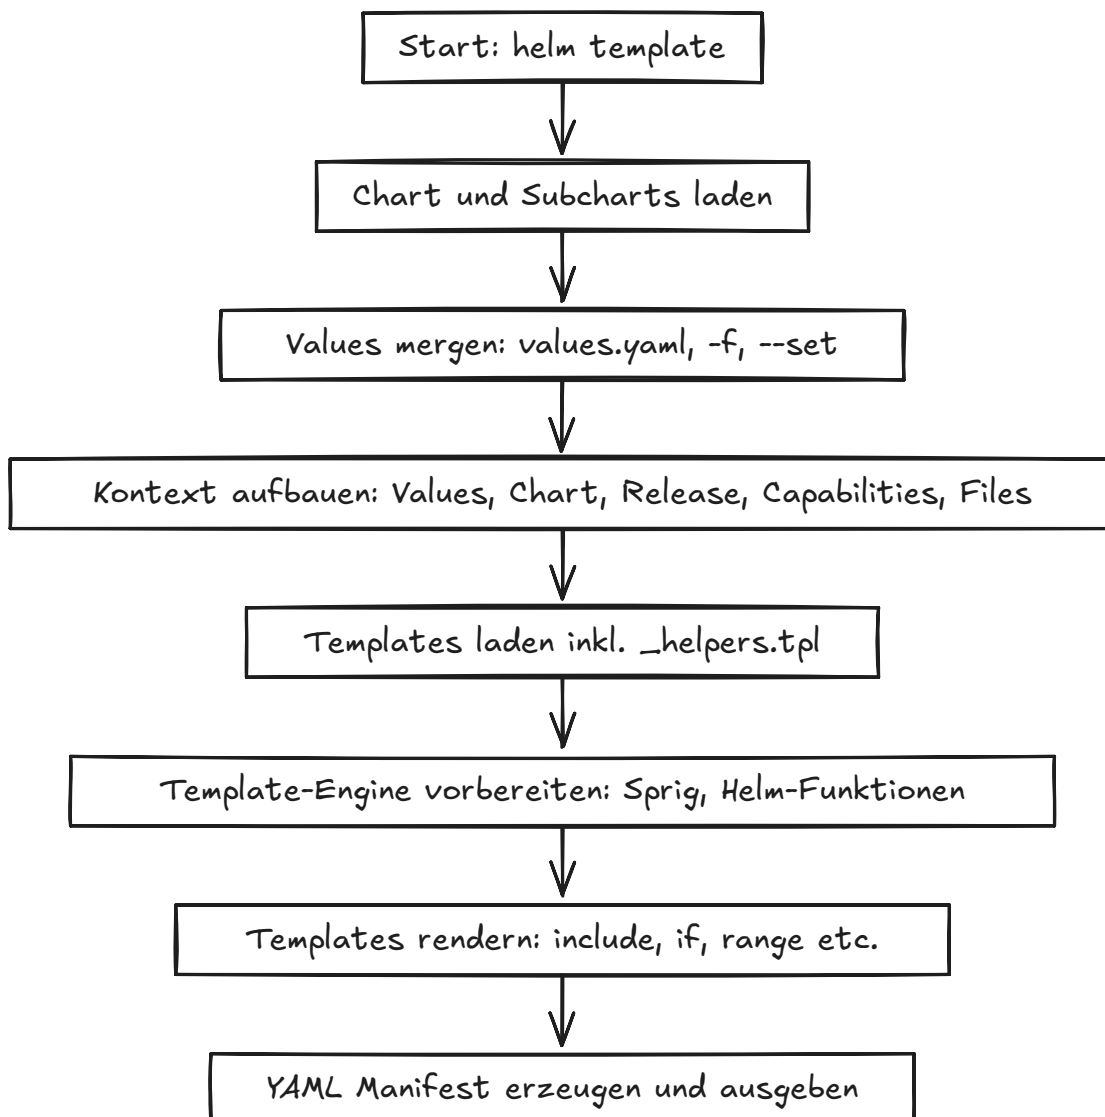 Start: helm template
Chart und Subcharts laden
Values mergen: values.yaml, -f, --set
Kontext aufbauen: Values, Chart, Release, Capabilities, Files
Templates laden inkl. _helpers.tpl
Template-Engine vorbereiten: Sprig, Helm-Funktionen
Templates rendern: include, if, range etc.
YAML Manifest erzeugen und ausgeben